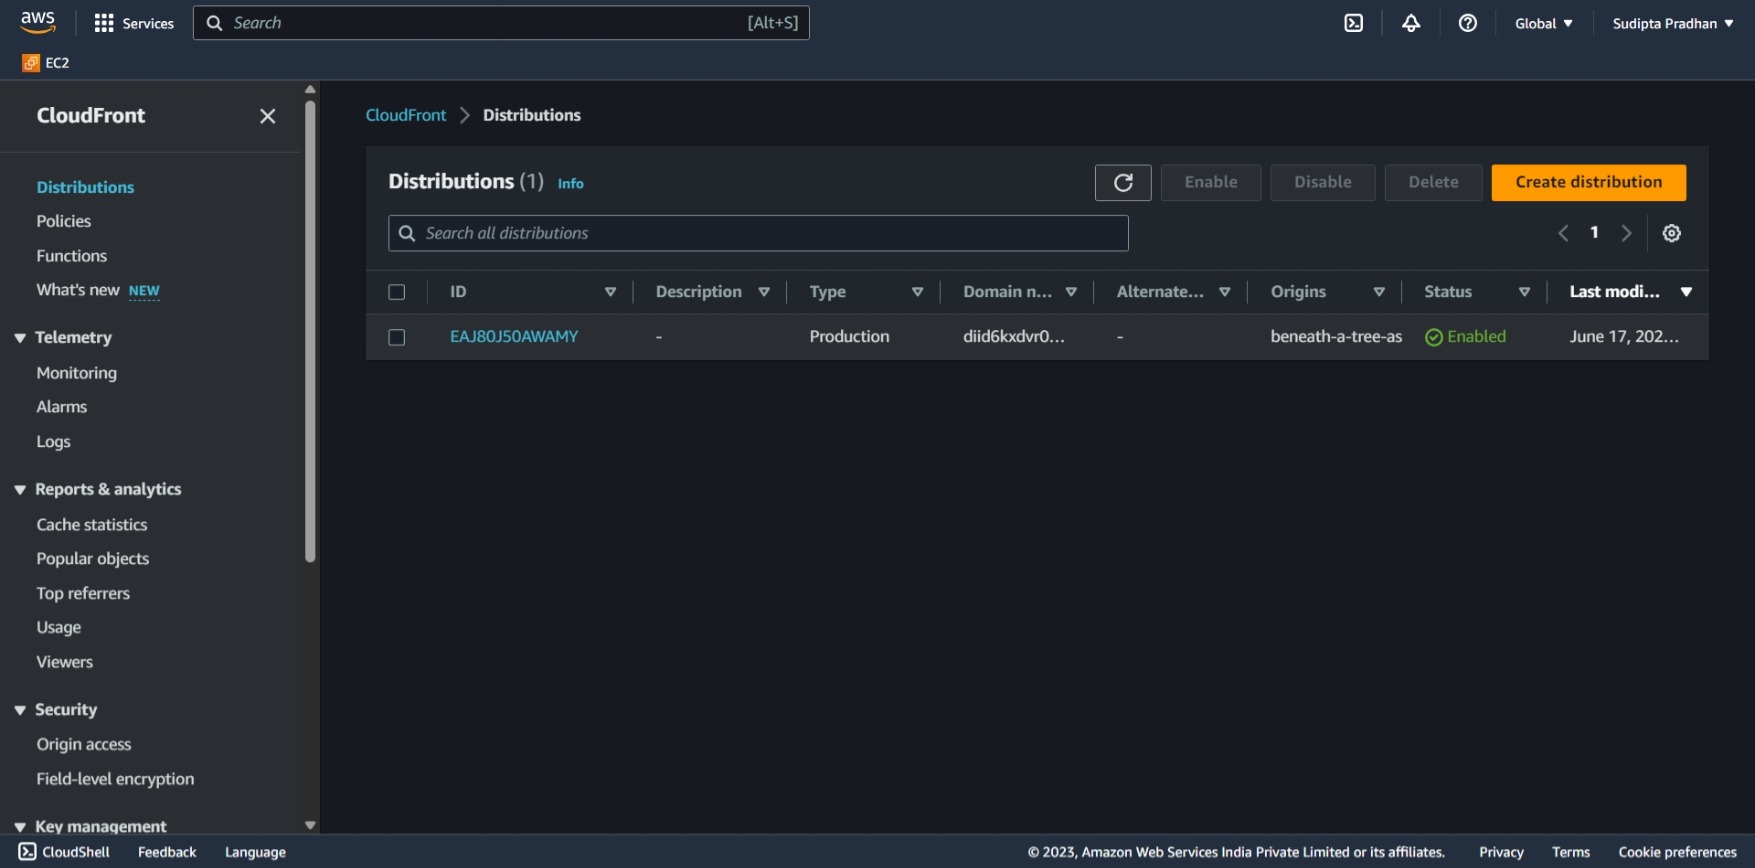 aws
Services
Search
[Alt+S]
Global
Sudipta Pradhan
EC2
CloudFront
Distributions
Policies
Functions
What's new NEW
Telemetry
Monitoring
Alarms
Logs
Reports & analytics
Cache statistics
Popular objects
Top referrers
Usage
Viewers
Security
Origin access
Field-level encryption
Key management
CloudFront > Distributions
Distributions (1) Info
Enable
Disable
Delete
Create distribution
Search all distributions
1
ID Description Type Domain n... Alternate... Origins Status Last modi...
EAJ80J50AWAMY - Production diid6kxdvr0... - beneath-a-tree-as Enabled June 17, 202...
CloudShell Feedback Language © 2023, Amazon Web Services India Private Limited or its affiliates. Privacy Terms Cookie preferences